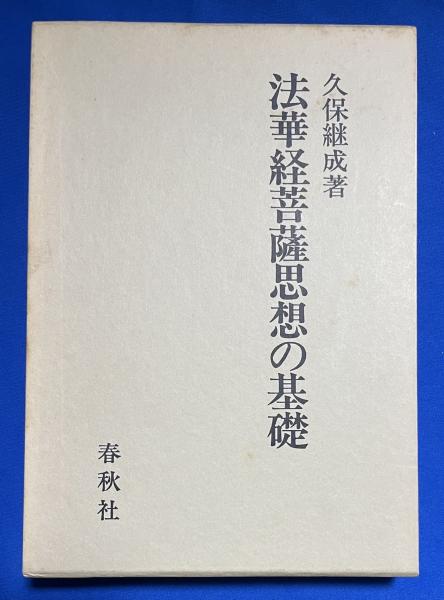 久保継成著
法華経菩薩思想の基礎
春秋社